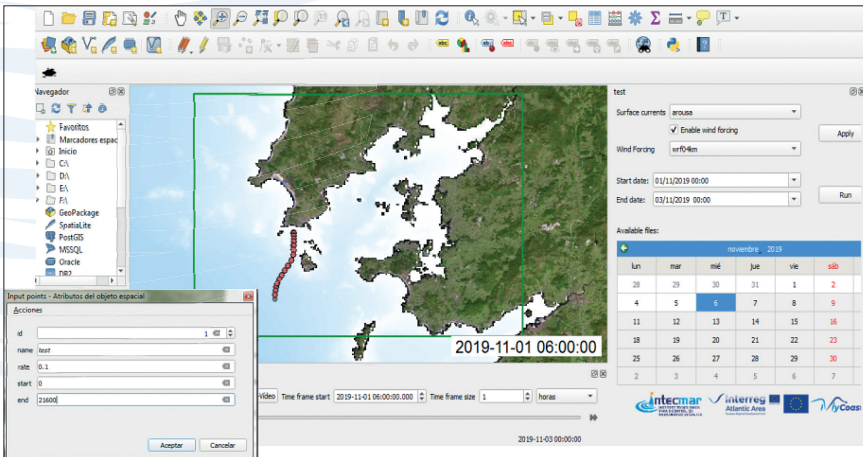 abc
ab
abc
T
Navegador
Favoritos
Marcadores espac
Inicio
C:\
D:\
E:\
F:\
GeoPackage
SpatiaLite
PostGIS
MSSQL
Oracle
DB2
2019-11-01 06:00:00
test
Surface currents arousa
Enable wind forcing
Apply
Wind Forcing wrf04km
Start date: 01/11/2019 00:00
End date: 03/11/2019 00:00
Run
Available files:
noviembre 2019
lun mar mié jue vie sáb
28 29 30 31 1 2
4 5 6 7 8 9
11 12 13 14 15 16
18 19 20 21 22 23
25 26 27 28 29 30
2 3 4 5 6 7
Input points - Atributos del objeto espacial
Acciones
id 1
name test
rate 0.1
start 0
end 21600
Aceptar Cancelar
-Video Time frame start 2019-11-01 06:00:00.000 Time frame size 1 horas
2019-11-03 00:00:00
intecmar
Interreg
Atlantic Area
MyCoast